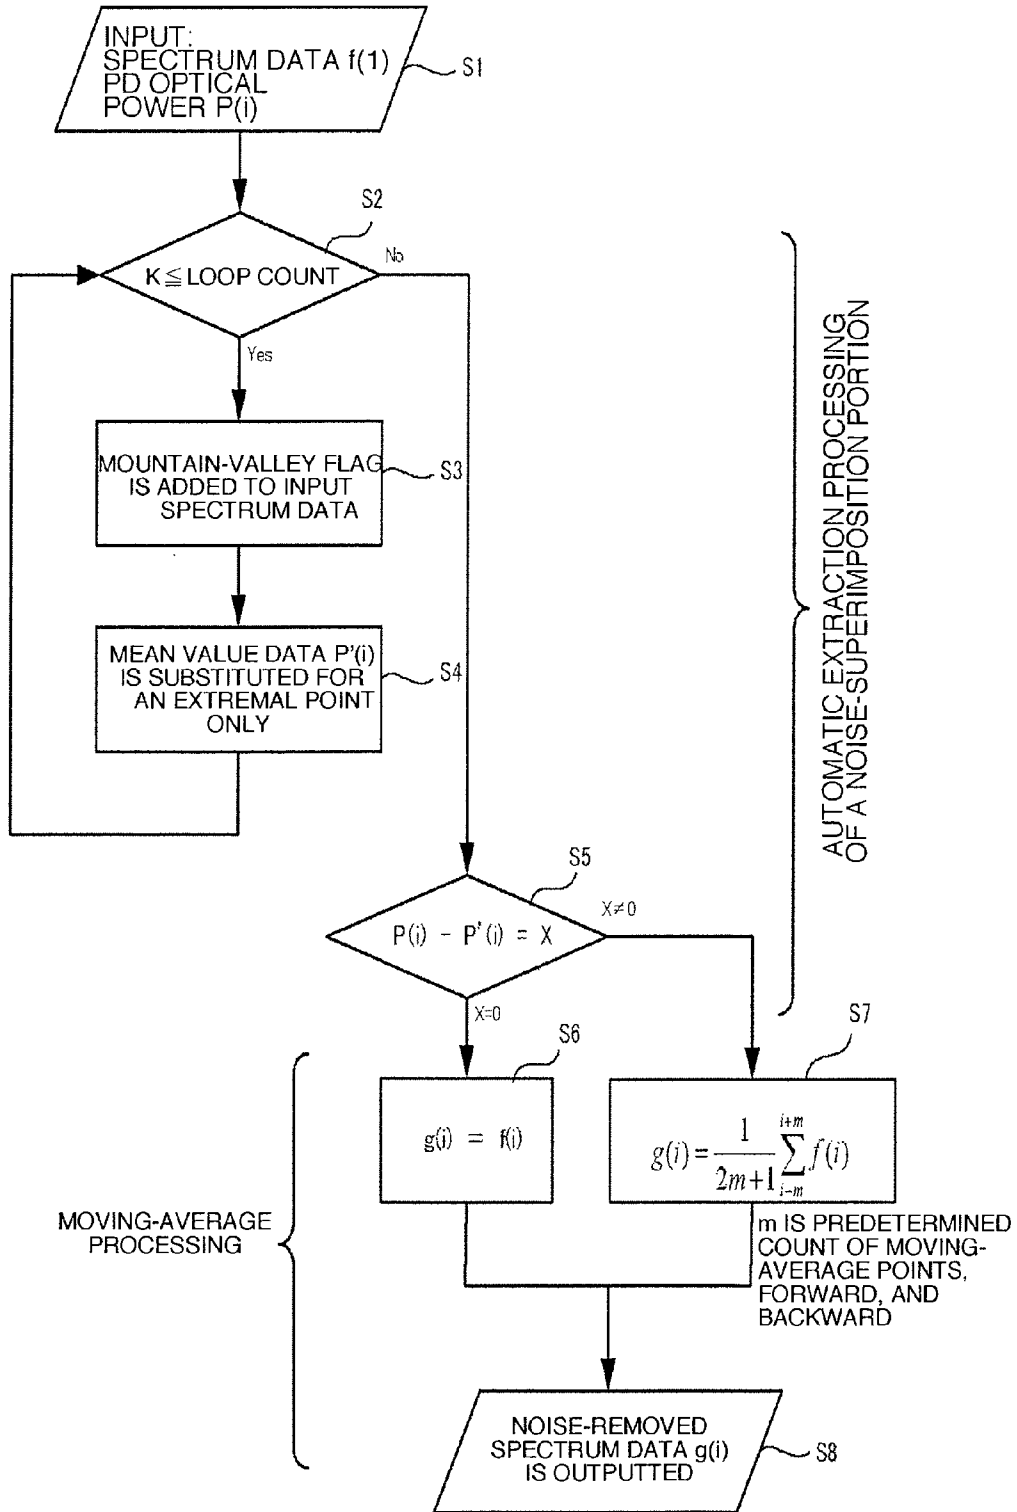 INPUT:
SPECTRUM DATA f(1)
PD OPTICAL
POWER P(i)
S1
S2
K≦LOOP COUNT
No
Yes
MOUNTAIN-VALLEY FLAG
IS ADDED TO INPUT
SPECTRUM DATA
S3
MEAN VALUE DATA P'(i)
IS SUBSTITUTED FOR
AN EXTREMAL POINT
ONLY
S4
AUTOMATIC EXTRACTION PROCESSING
OF A NOISE-SUPERIMPOSITION PORTION
S5
P(i) - P'(i) = X
X≠0
X=0
S6
g(i) = f(i)
S7
g(i) = \frac{1}{2m+1} \sum_{i-m}^{i+m} f(i)
m IS PREDETERMINED
COUNT OF MOVING-
AVERAGE POINTS,
FORWARD, AND
BACKWARD
MOVING-AVERAGE
PROCESSING
NOISE-REMOVED
SPECTRUM DATA g(i)
IS OUTPUTTED
S8